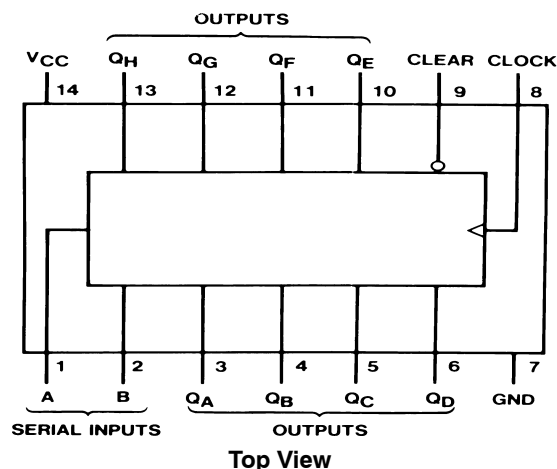 OUTPUTS
VCC QH QG QF QE CLEAR CLOCK
14 13 12 11 10 9 8
1 2 3 4 5 6 7
A B QA QB QC QD GND
SERIAL INPUTS OUTPUTS
Top View